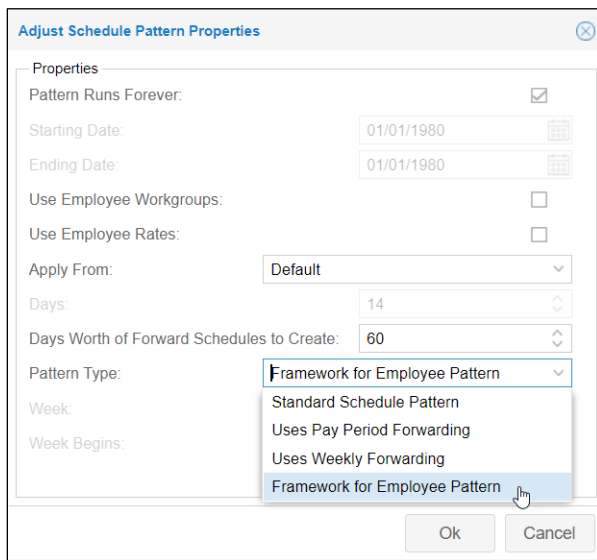 Adjust Schedule Pattern Properties
Properties
Pattern Runs Forever:
Starting Date: 01/01/1980
Ending Date: 01/01/1980
Use Employee Workgroups:
Use Employee Rates:
Apply From: Default
Days: 14
Days Worth of Forward Schedules to Create: 60
Pattern Type: Framework for Employee Pattern
Standard Schedule Pattern
Week:
Uses Pay Period Forwarding
Week Begins:
Uses Weekly Forwarding
Framework for Employee Pattern
Ok Cancel